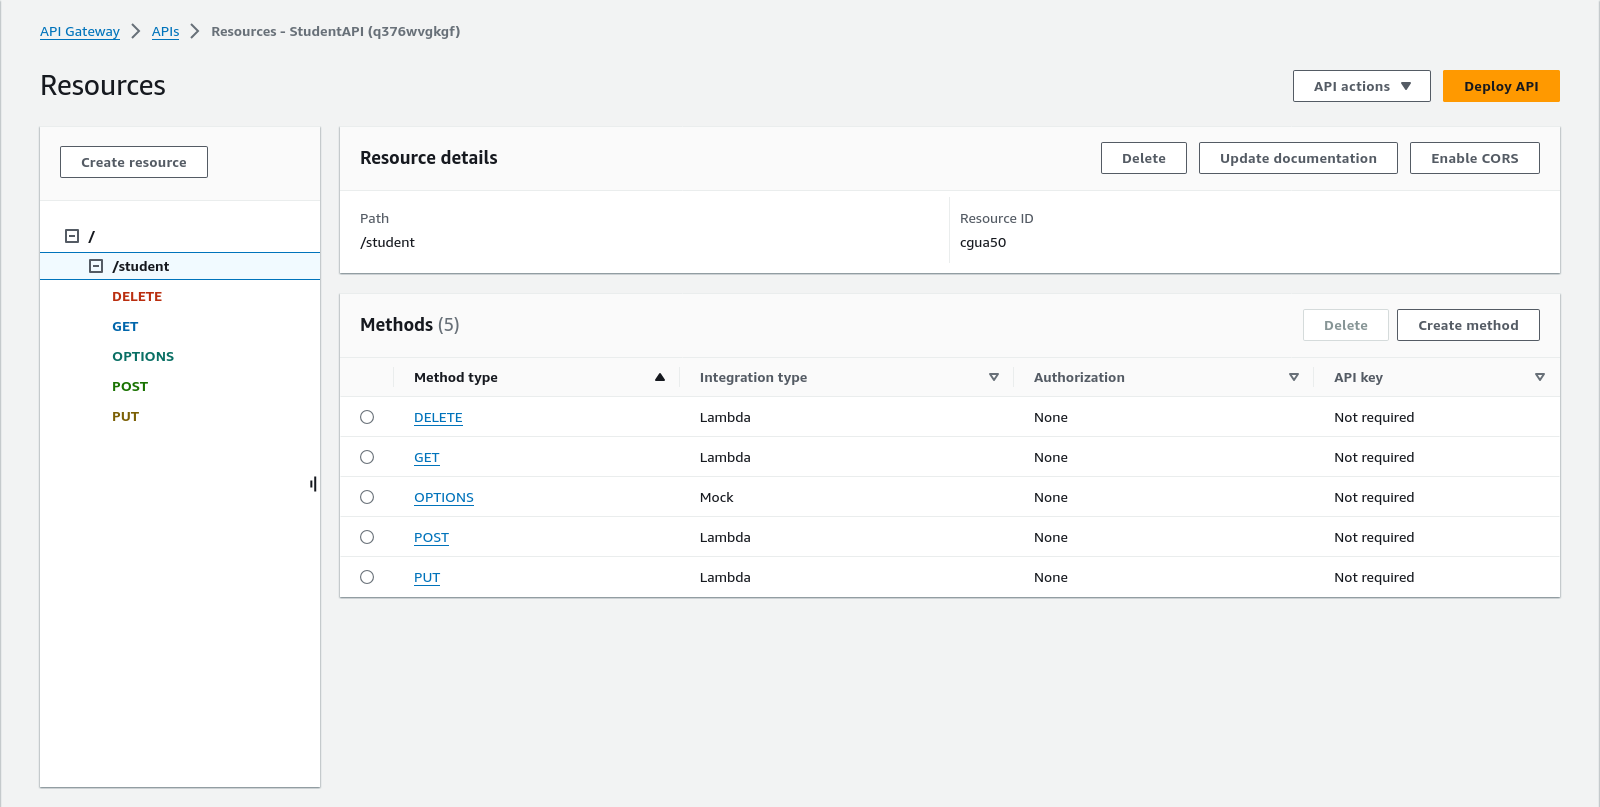 API Gateway > APIs > Resources - StudentAPI (q376wvgkgf)
Resources
API actions
Deploy API
Create resource
/
/student
DELETE
GET
OPTIONS
POST
PUT
Resource details
Delete
Update documentation
Enable CORS
Path
/student
Resource ID
cgua50
Methods (5)
Delete
Create method
Method type Integration type Authorization API key
DELETE Lambda None Not required
GET Lambda None Not required
OPTIONS Mock None Not required
POST Lambda None Not required
PUT Lambda None Not required